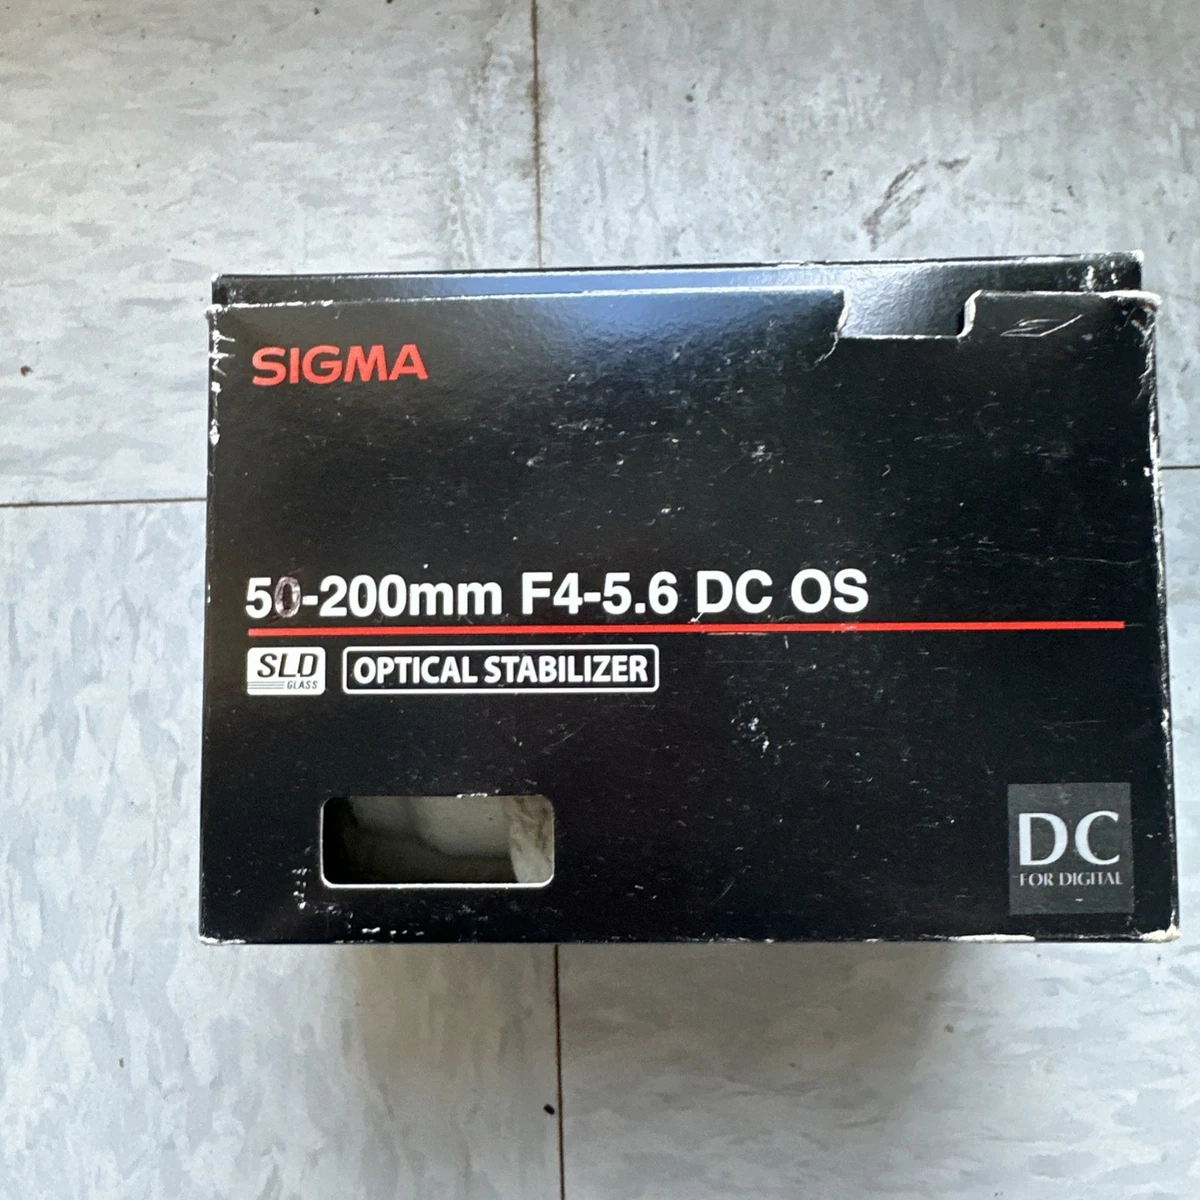 SIGMA
50-200mm F4-5.6 DC OS
SLD GLASS OPTICAL STABILIZER
DC
FOR DIGITAL